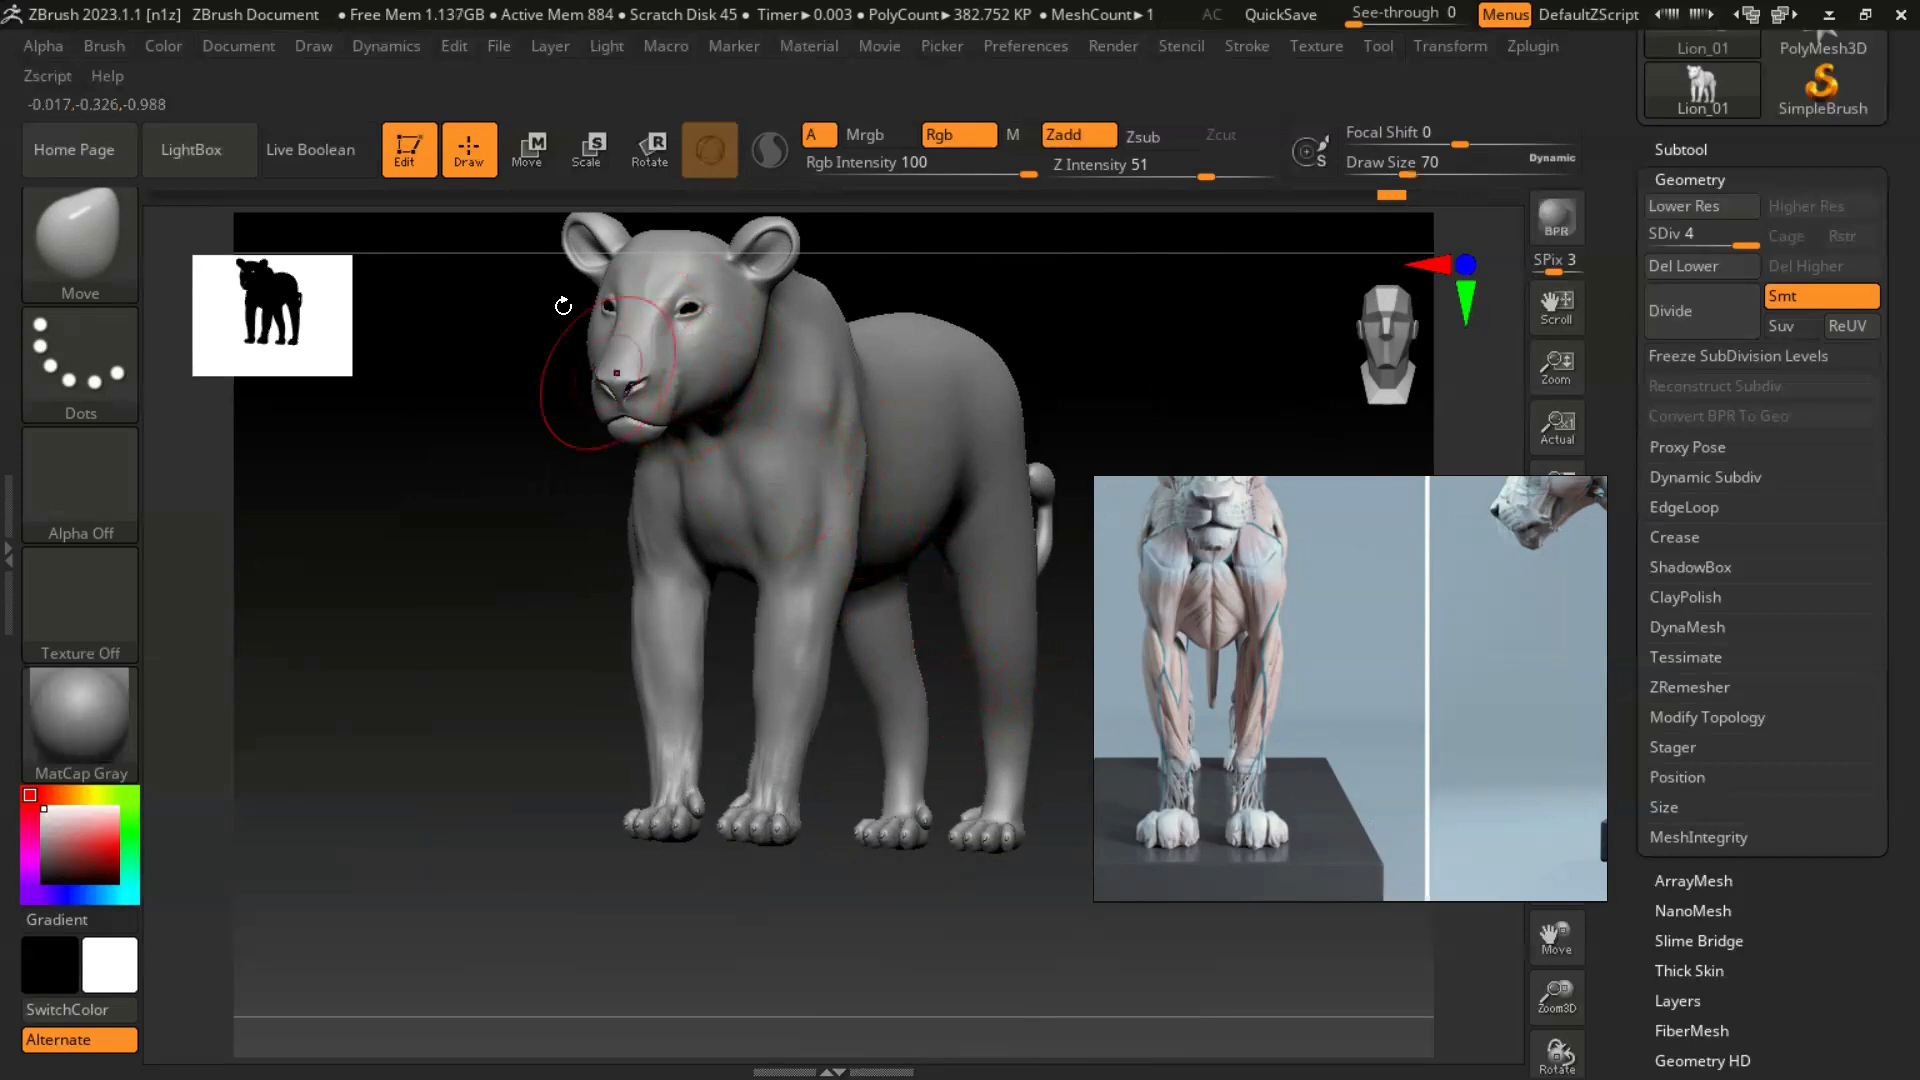 ZBrush 2023.1.1 [n1z] ZBrush Document ● Free Mem 1.137GB ● Active Mem 884 ● Scratch Disk 45 ● Timer►0.003 ● PolyCount►382.752 KP ● MeshCount►1 AC QuickSave See-through 0 Menus DefaultZScript
Alpha Brush Color Document Draw Dynamics Edit File Layer Light Macro Marker Material Movie Picker Preferences Render Stencil Stroke Texture Tool Transform Zplugin
Zscript Help
-0.017,-0.326,-0.988
Home Page LightBox Live Boolean Edit Draw Move Scale Rotate A Mrgb Rgb M Zadd Zsub Zcut Focal Shift 0
Rgb Intensity 100 Z Intensity 51 S Draw Size 70 Dynamic
Move
Dots
Alpha Off
Texture Off
MatCap Gray
Gradient
SwitchColor
Alternate
BPR
SPix 3
Scroll
Zoom
Actual
Move
Zoom3D
Rotate
Lion_01 PolyMesh3D
Lion_01 SimpleBrush
Subtool
Geometry
Lower Res Higher Res
SDiv 4 Cage Rstr
Del Lower Del Higher
Divide Smt
Suv ReUV
Freeze SubDivision Levels
Reconstruct Subdiv
Convert BPR To Geo
Proxy Pose
Dynamic Subdiv
EdgeLoop
Crease
ShadowBox
ClayPolish
DynaMesh
Tessimate
ZRemesher
Modify Topology
Stager
Position
Size
MeshIntegrity
ArrayMesh
NanoMesh
Slime Bridge
Thick Skin
Layers
FiberMesh
Geometry HD